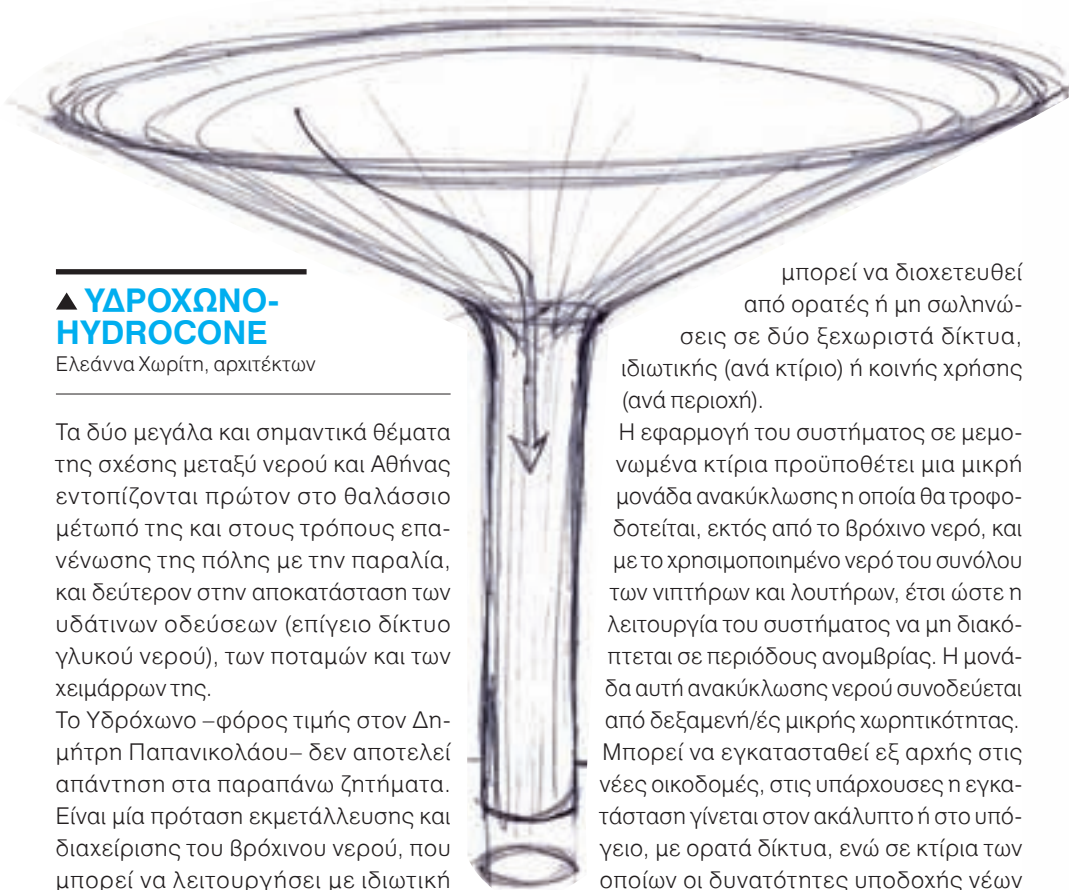 ▲ ΥΔΡΟΧΩΝΟ-
HYDROCONE
Ελεάννα Χωρίτη, αρχιτέκτων
Τα δύο μεγάλα και σημαντικά θέματα
της σχέσης μεταξύ νερού και Αθήνας
εντοπίζονται πρώτον στο θαλάσσιο
μέτωπό της και στους τρόπους επα-
νένωσης της πόλης με την παραλία,
και δεύτερον στην αποκατάσταση των
υδάτινων οδεύσεων (επίγειο δίκτυο
γλυκού νερού), των ποταμών και των
χειμάρρων της.
Το Υδρόχωνο –φόρος τιμής στον Δη-
μήτρη Παπανικολάου– δεν αποτελεί
απάντηση στα παραπάνω ζητήματα.
Είναι μία πρόταση εκμετάλλευσης και
διαχείρισης του βρόχινου νερού, που
μπορεί να λειτουργήσει με ιδιωτική
μπορεί να διοχετευθεί
από ορατές ή μη σωληνώ-
σεις σε δύο ξεχωριστά δίκτυα,
ιδιωτικής (ανά κτίριο) ή κοινής χρήσης
(ανά περιοχή).
Η εφαρμογή του συστήματος σε μεμο-
νωμένα κτίρια προϋποθέτει μια μικρή
μονάδα ανακύκλωσης η οποία θα τροφο-
δοτείται, εκτός από το βρόχινο νερό, και
με το χρησιμοποιημένο νερό του συνόλου
των νιπτήρων και λουτήρων, έτσι ώστε η
λειτουργία του συστήματος να μη διακό-
πτεται σε περιόδους ανομβρίας. Η μονά-
δα αυτή ανακύκλωσης νερού συνοδεύεται
από δεξαμενή/ές μικρής χωρητικότητας.
Μπορεί να εγκατασταθεί εξ αρχής στις
νέες οικοδομές, στις υπάρχουσες η εγκα-
τάσταση γίνεται στον ακάλυπτο ή στο υπό-
γειο, με ορατά δίκτυα, ενώ σε κτίρια των
οποίων οι δυνατότητες υποδοχής νέων